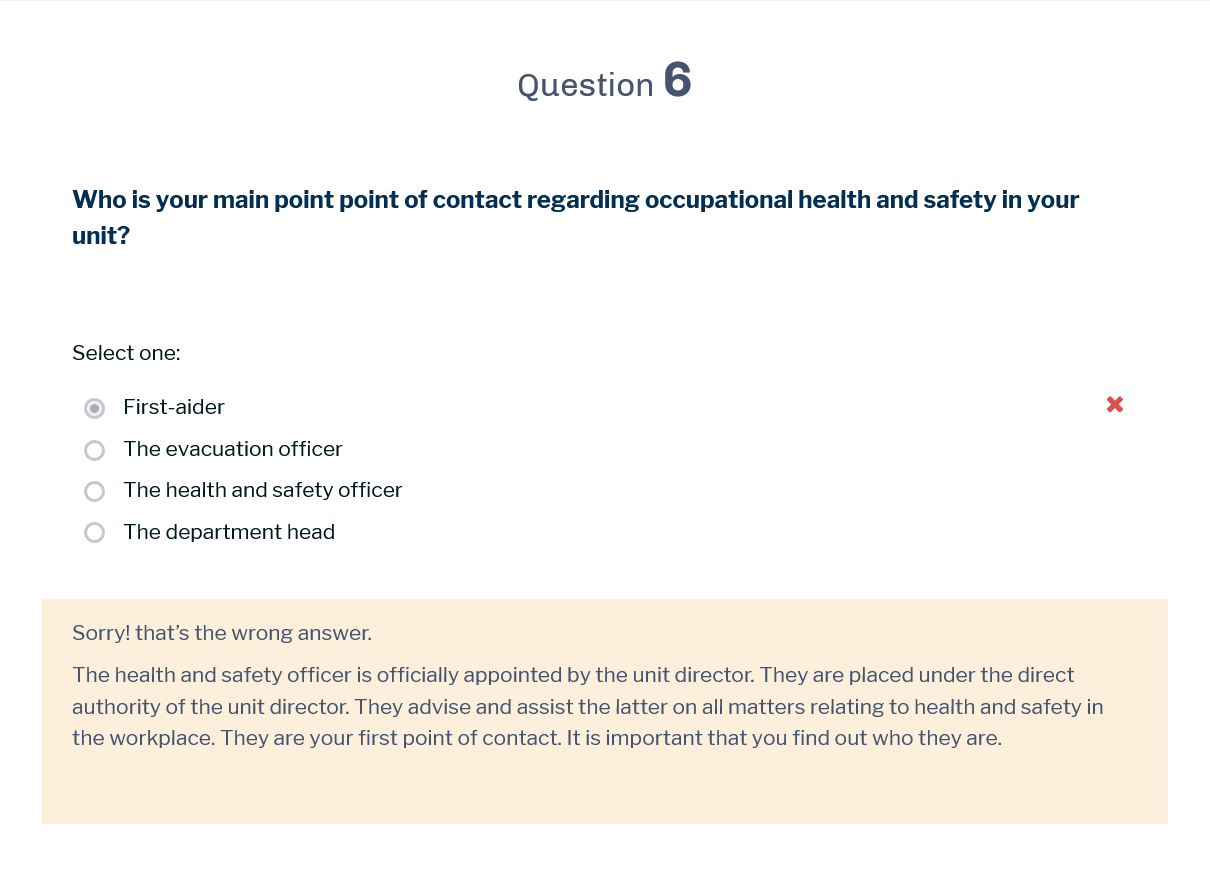 Question 6
Who is your main point point of contact regarding occupational health and safety in your
unit?
Select one:
First-aider
The evacuation officer
The health and safety officer
The department head
Sorry! that’s the wrong answer.
The health and safety officer is officially appointed by the unit director. They are placed under the direct
authority of the unit director. They advise and assist the latter on all matters relating to health and safety in
the workplace. They are your first point of contact. It is important that you find out who they are.